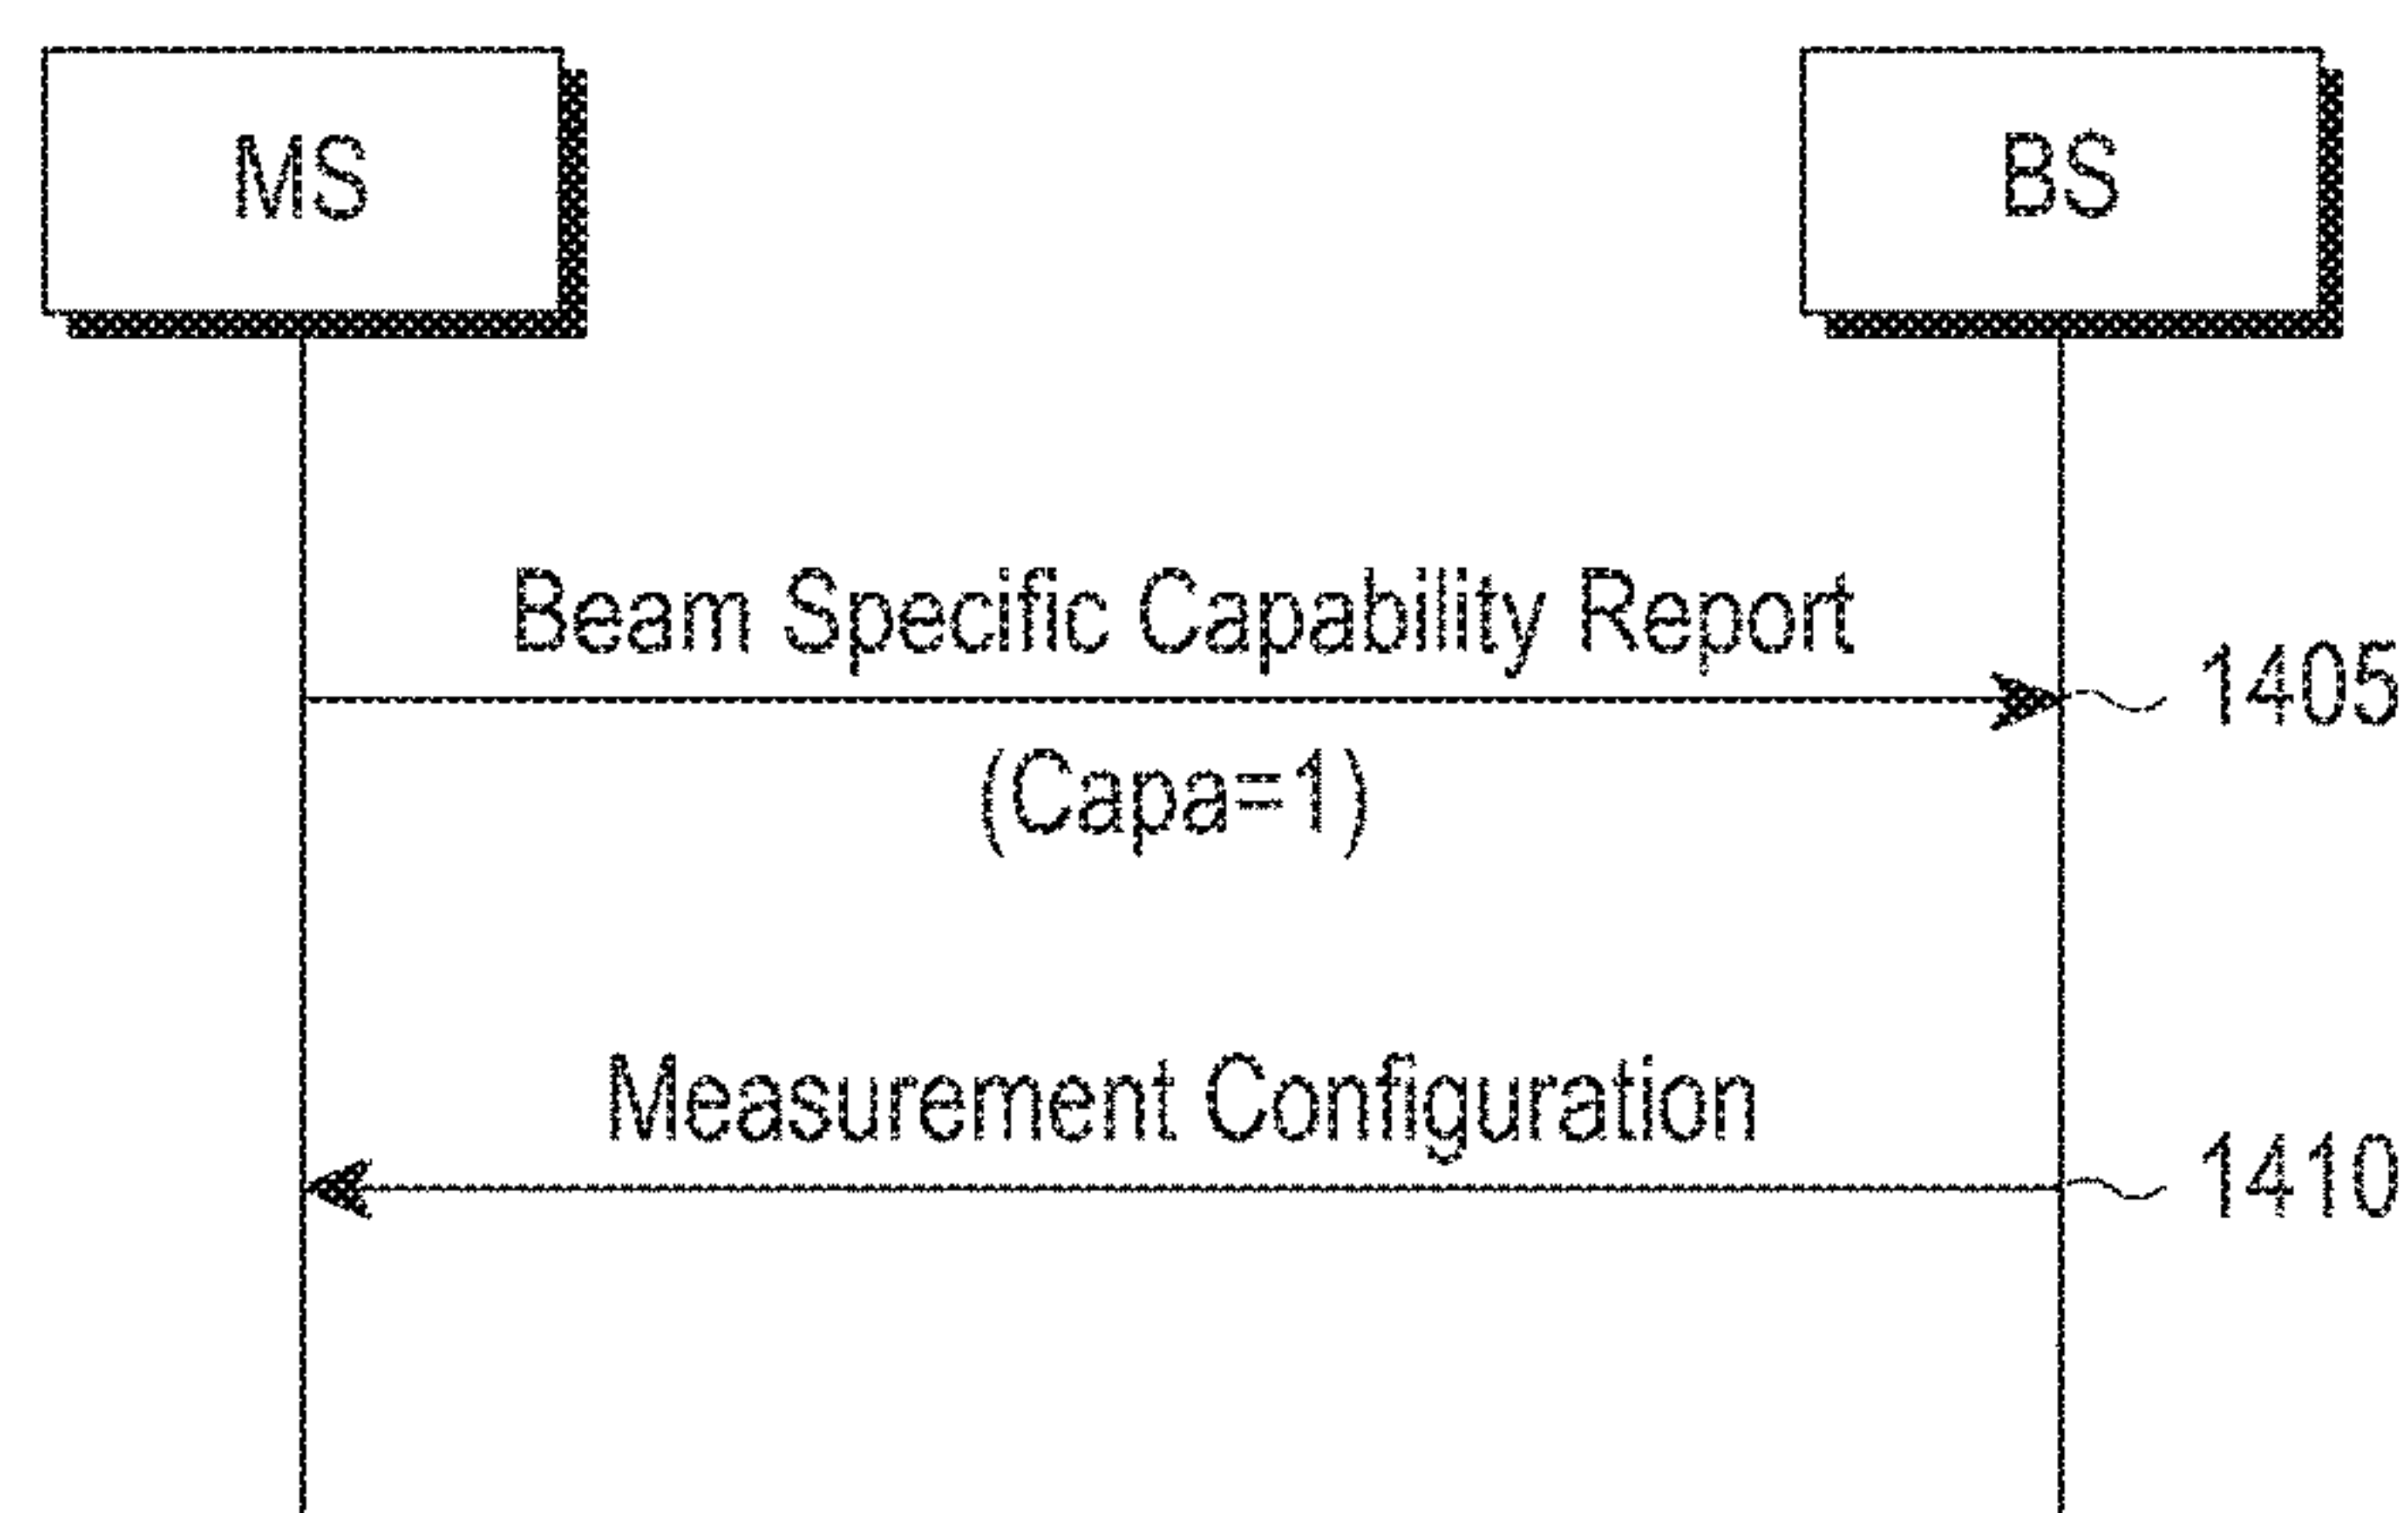 MS
BS
Beam Specific Capability Report
1405
(Capa=1)
Measurement Configuration
1410